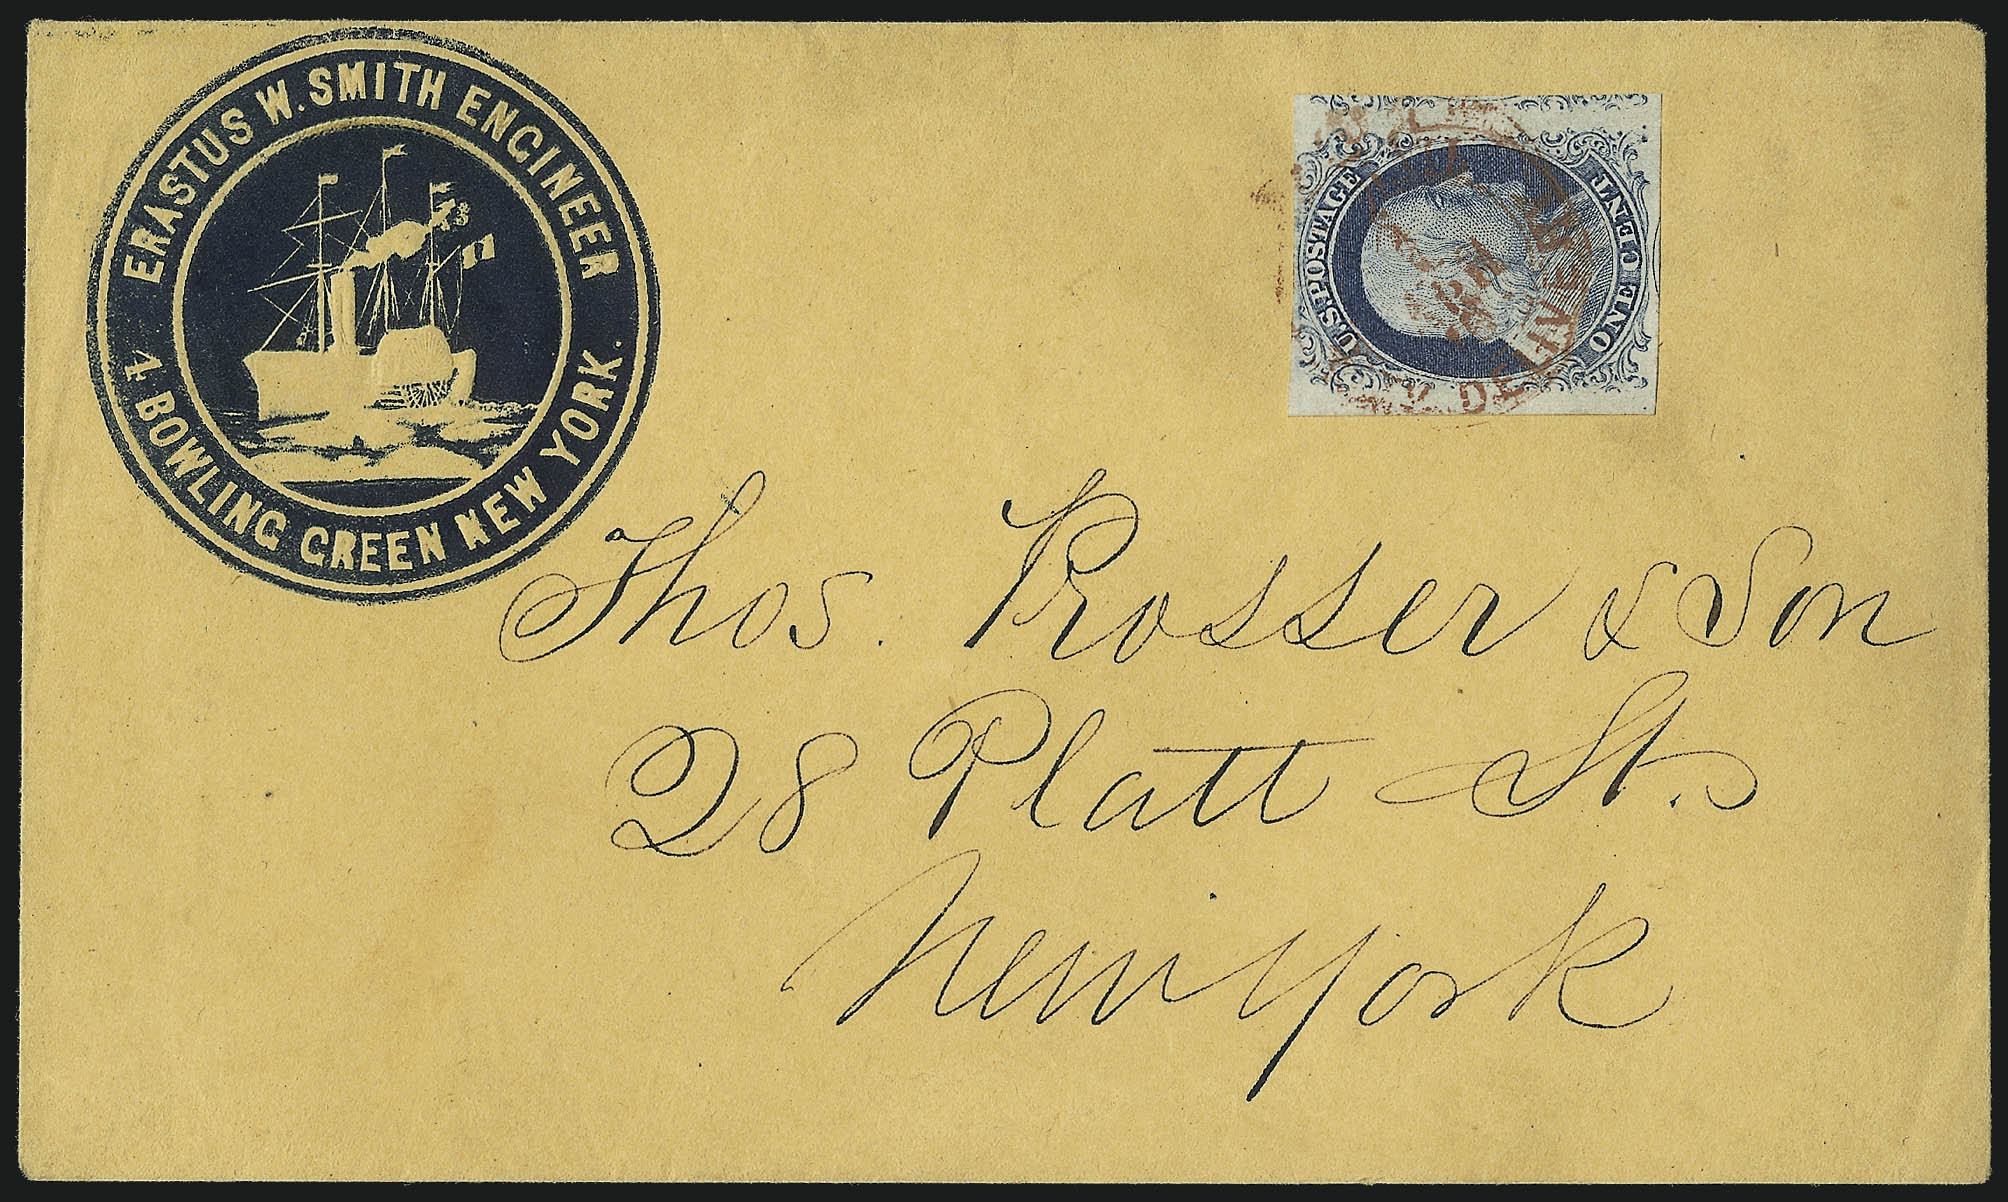 ERASTUS W. SMITH ENGINEER
4 BOWLING GREEN NEW YORK.
U.S. POSTAGE
ONE CENT
DELIVERY
Thos. Rosser & Son
28 Platt St.
New York